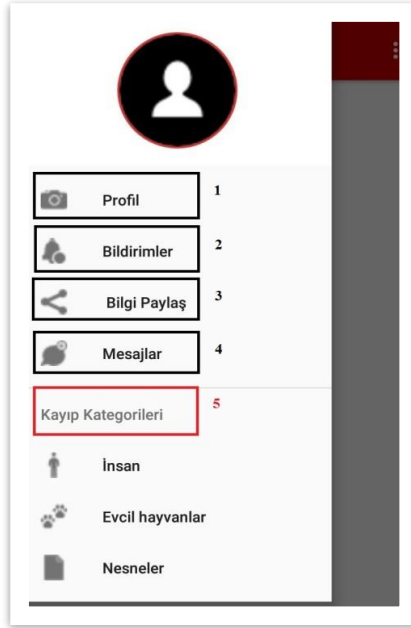 Profil 1
Bildirimler 2
Bilgi Paylaş 3
Mesajlar 4
Kayıp Kategorileri 5
İnsan
Evcil hayvanlar
Nesneler